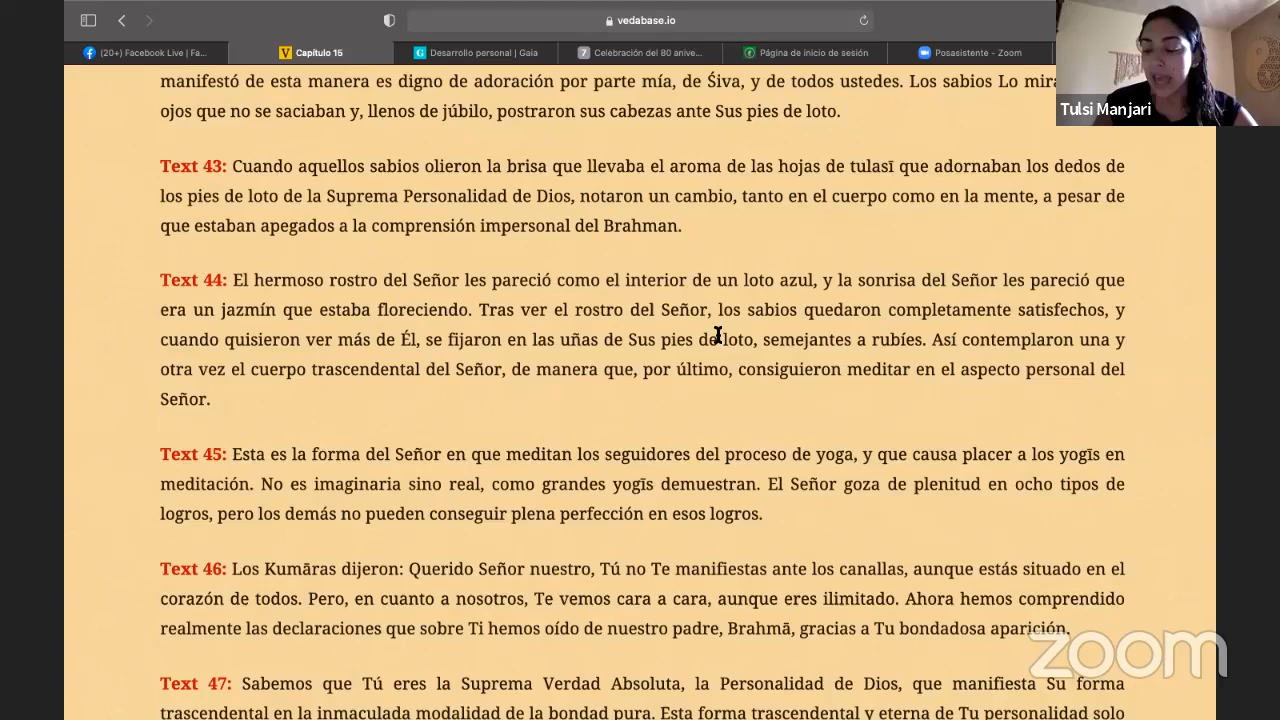 vedabase.io
(20+) Facebook Live | Fa...
Capítulo 15
Desarrollo personal | Gaia
Celebración del 80 anive...
Página de inicio de sesión
Posasistente - Zoom
Tulsi Manjari
manifestó de esta manera es digno de adoración por parte mía, de Śiva, y de todos ustedes. Los sabios Lo
ojos que no se saciaban y, llenos de júbilo, postraron sus cabezas ante Sus pies de loto.
Text 43: Cuando aquellos sabios olieron la brisa que llevaba el aroma de las hojas de tulasī que adornaban los dedos de
los pies de loto de la Suprema Personalidad de Dios, notaron un cambio, tanto en el cuerpo como en la mente, a pesar de
que estaban apegados a la comprensión impersonal del Brahman.
Text 44: El hermoso rostro del Señor les pareció como el interior de un loto azul, y la sonrisa del Señor les pareció que
era un jazmín que estaba floreciendo. Tras ver el rostro del Señor, los sabios quedaron completamente satisfechos, y
cuando quisieron ver más de Él, se fijaron en las uñas de Sus pies de loto, semejantes a rubíes. Así contemplaron una y
otra vez el cuerpo trascendental del Señor, de manera que, por último, consiguieron meditar en el aspecto personal del
Señor.
Text 45: Esta es la forma del Señor en que meditan los seguidores del proceso de yoga, y que causa placer a los yogīs en
meditación. No es imaginaria sino real, como grandes yogīs demuestran. El Señor goza de plenitud en ocho tipos de
logros, pero los demás no pueden conseguir plena perfección en esos logros.
Text 46: Los Kumāras dijeron: Querido Señor nuestro, Tú no Te manifiestas ante los canallas, aunque estás situado en el
corazón de todos. Pero, en cuanto a nosotros, Te vemos cara a cara, aunque eres ilimitado. Ahora hemos comprendido
realmente las declaraciones que sobre Ti hemos oído de nuestro padre, Brahmā, gracias a Tu bondadosa aparición.
zoom
Text 47: Sabemos que Tú eres la Suprema Verdad Absoluta, la Personalidad de Dios, que manifiesta Su forma
trascendental en la inmaculada modalidad de la bondad pura. Esta forma trascendental y eterna de Tu personalidad solo